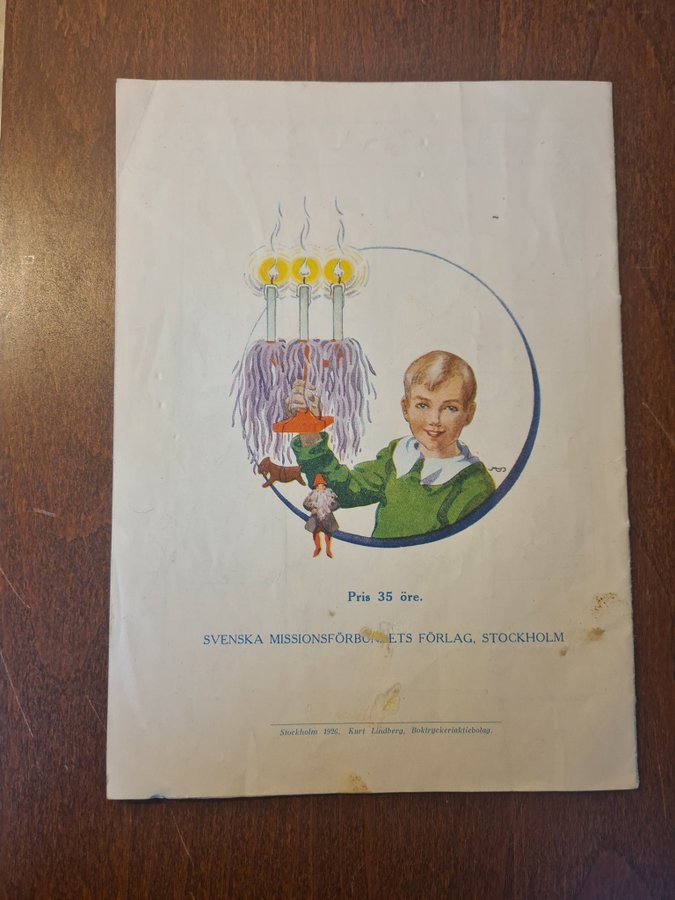 Pris 35 öre.
SVENSKA MISSIONSFÖRBUNDETS FÖRLAG, STOCKHOLM
Stockholm 1926. Kurt Lindberg, Boktryckeriaktiebolag.